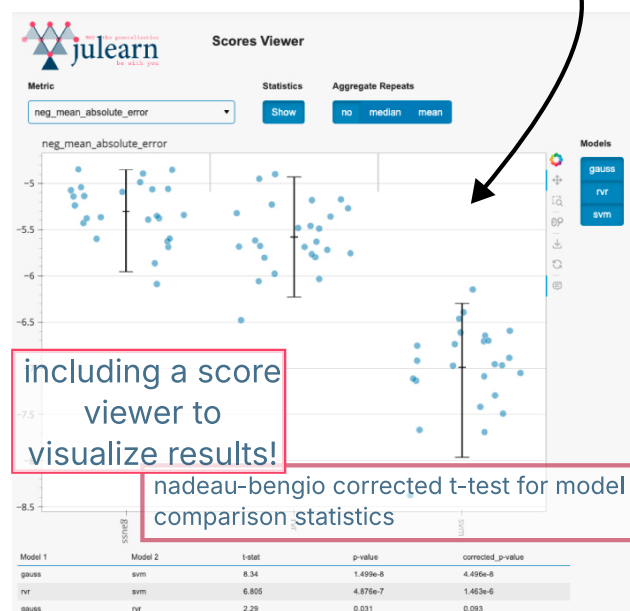 may the generalization
julearn
be with you
Scores Viewer
Metric
Statistics
Aggregate Repeats
neg_mean_absolute_error
Show
no median mean
neg_mean_absolute_error
Models
gauss
rvr
svm
−5
−5.5
−6
−6.5
−7.5
−8.5
including a score
viewer to
visualize results!
nadeau-bengio corrected t-test for model
comparison statistics
gauss
svm
Model 1 Model 2 t-stat p-value corrected_p-value
gauss svm 8.34 1.499e-8 4.496e-8
rvr svm 6.805 4.876e-7 1.463e-6
gauss rvr 2.29 0.031 0.093